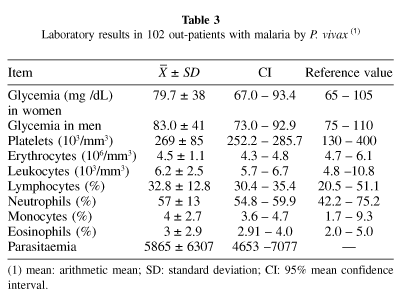 Table 3
Laboratory results in 102 out-patients with malaria by P. vivax (1)
Item X̄ ± SD CI Reference value
Glycemia (mg /dL) 79.7 ± 38 67.0 – 93.4 65 – 105
in women
Glycemia in men 83.0 ± 41 73.0 – 92.9 75 – 110
Platelets (10³/mm³) 269 ± 85 252.2 – 285.7 130 – 400
Erythrocytes (10⁶/mm³) 4.5 ± 1.1 4.3 – 4.8 4.7 – 6.1
Leukocytes (10³/mm³) 6.2 ± 2.5 5.7 – 6.7 4.8 –10.8
Lymphocytes (%) 32.8 ± 12.8 30.4 – 35.4 20.5 – 51.1
Neutrophils (%) 57 ± 13 54.8 – 59.9 42.2 – 75.2
Monocytes (%) 4 ± 2.7 3.6 – 4.7 1.7 – 9.3
Eosinophils (%) 3 ± 2.9 2.91 – 4.0 2.0 – 5.0
Parasitaemia 5865 ± 6307 4653 –7077 —
(1) mean: arithmetic mean; SD: standard deviation; CI: 95% mean confidence
interval.